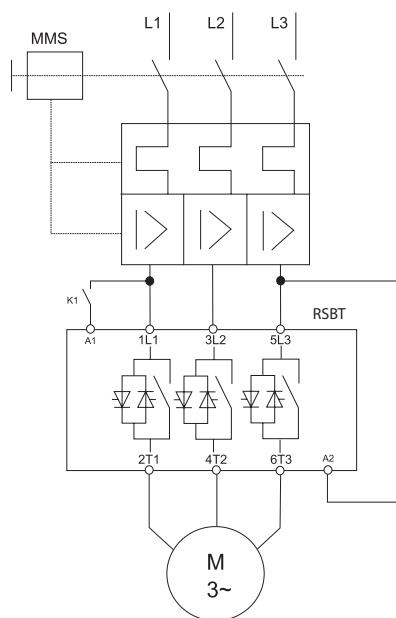 L1 L2 L3
MMS
K1
RSBT
A1 1L1 3L2 5L3
2T1 4T2 6T3 A2
M
3~